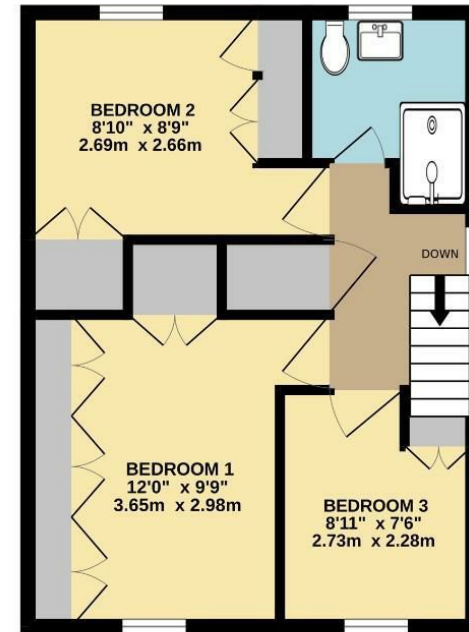 BEDROOM 2
8'10" x 8'9"
2.69m x 2.66m
DOWN
BEDROOM 1
12'0" x 9'9"
3.65m x 2.98m
BEDROOM 3
8'11" x 7'6"
2.73m x 2.28m